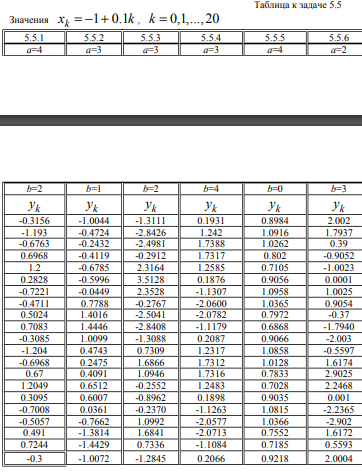 Таблица к задаче 5.5
Значения x_k = −1 + 0.1k , k = 0,1,...,20
5.5.1 5.5.2 5.5.3 5.5.4 5.5.5 5.5.6
a=4 a=3 a=3 a=3 a=4 a=2
b=2 b=1 b=2 b=4 b=0 b=3
y_k y_k y_k y_k y_k y_k
-0.3156 -1.0044 -1.3111 0.1931 0.8984 2.002
-1.193 -0.4724 -2.8426 1.242 1.0916 1.7937
-0.6763 -0.2432 -2.4981 1.7388 1.0262 0.39
0.6968 -0.4119 -0.2912 1.7317 0.802 -0.9052
1.2 -0.6785 2.3164 1.2585 0.7105 -1.0023
0.2828 -0.5996 3.5128 0.1876 0.9056 0.0001
-0.7221 -0.0449 2.3528 -1.1307 1.0958 1.0025
-0.4711 0.7788 -0.2767 -2.0600 1.0365 0.9054
0.5024 1.4016 -2.5041 -2.0782 0.7972 -0.37
0.7083 1.4446 -2.8408 -1.1179 0.6868 -1.7940
-0.3085 1.0099 -1.3088 0.2087 0.9066 -2.003
-1.204 0.4743 0.7309 1.2317 1.0858 -0.5597
-0.6968 0.2475 1.6866 1.7312 1.0128 1.6174
0.67 0.4091 1.0946 1.7316 0.7833 2.9025
1.2049 0.6512 -0.2552 1.2483 0.7028 2.2468
0.3095 0.6007 -0.8962 0.1898 0.9035 0.001
-0.7008 0.0361 -0.2370 -1.1263 1.0815 -2.2365
-0.5057 -0.7662 1.0992 -2.0577 1.0366 -2.902
0.491 -1.3814 1.6841 -2.0713 0.7552 1.6172
0.7244 -1.4429 0.7336 -1.1084 0.7185 0.5593
-0.3 -1.0072 -1.2845 0.2066 0.9218 2.0004